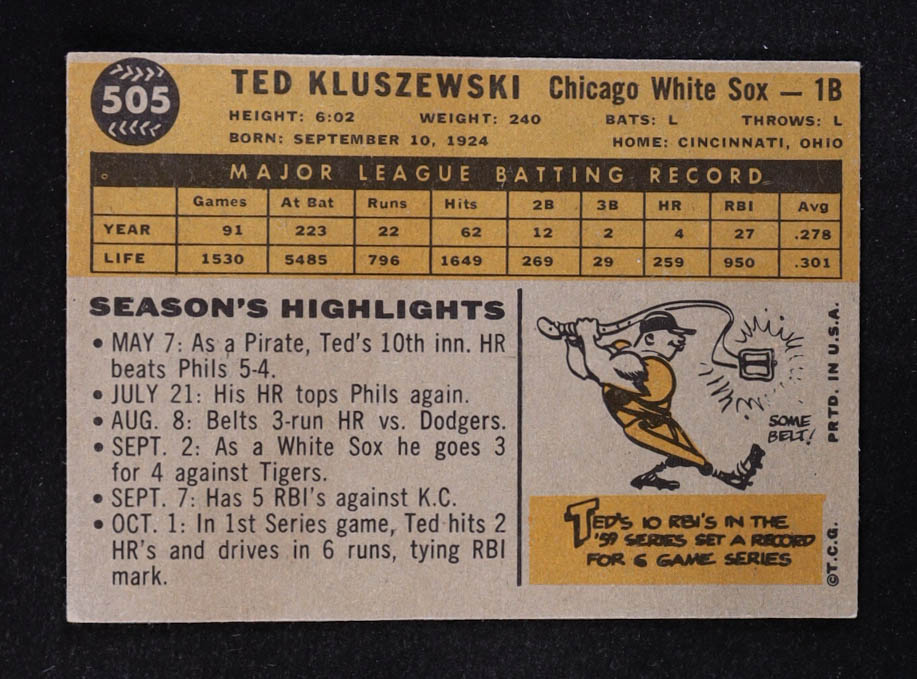 505
TED KLUSZEWSKI Chicago White Sox — 1B
HEIGHT: 6:02 WEIGHT: 240 BATS: L THROWS: L
BORN: SEPTEMBER 10, 1924 HOME: CINCINNATI, OHIO
MAJOR LEAGUE BATTING RECORD
Games At Bat Runs Hits 2B 3B HR RBI Avg
YEAR 91 223 22 62 12 2 4 27 .278
LIFE 1530 5485 796 1649 269 29 259 950 .301
SEASON'S HIGHLIGHTS
• MAY 7: As a Pirate, Ted's 10th inn. HR
beats Phils 5-4.
• JULY 21: His HR tops Phils again.
• AUG. 8: Belts 3-run HR vs. Dodgers.
• SEPT. 2: As a White Sox he goes 3
for 4 against Tigers.
• SEPT. 7: Has 5 RBI's against K.C.
• OCT. 1: In 1st Series game, Ted hits 2
HR's and drives in 6 runs, tying RBI
mark.
SOME
BELT!
TED'S 10 RBI'S IN THE
'59 SERIES SET A RECORD
FOR 6 GAME SERIES
©T.C.G. PRTD. IN U.S.A.